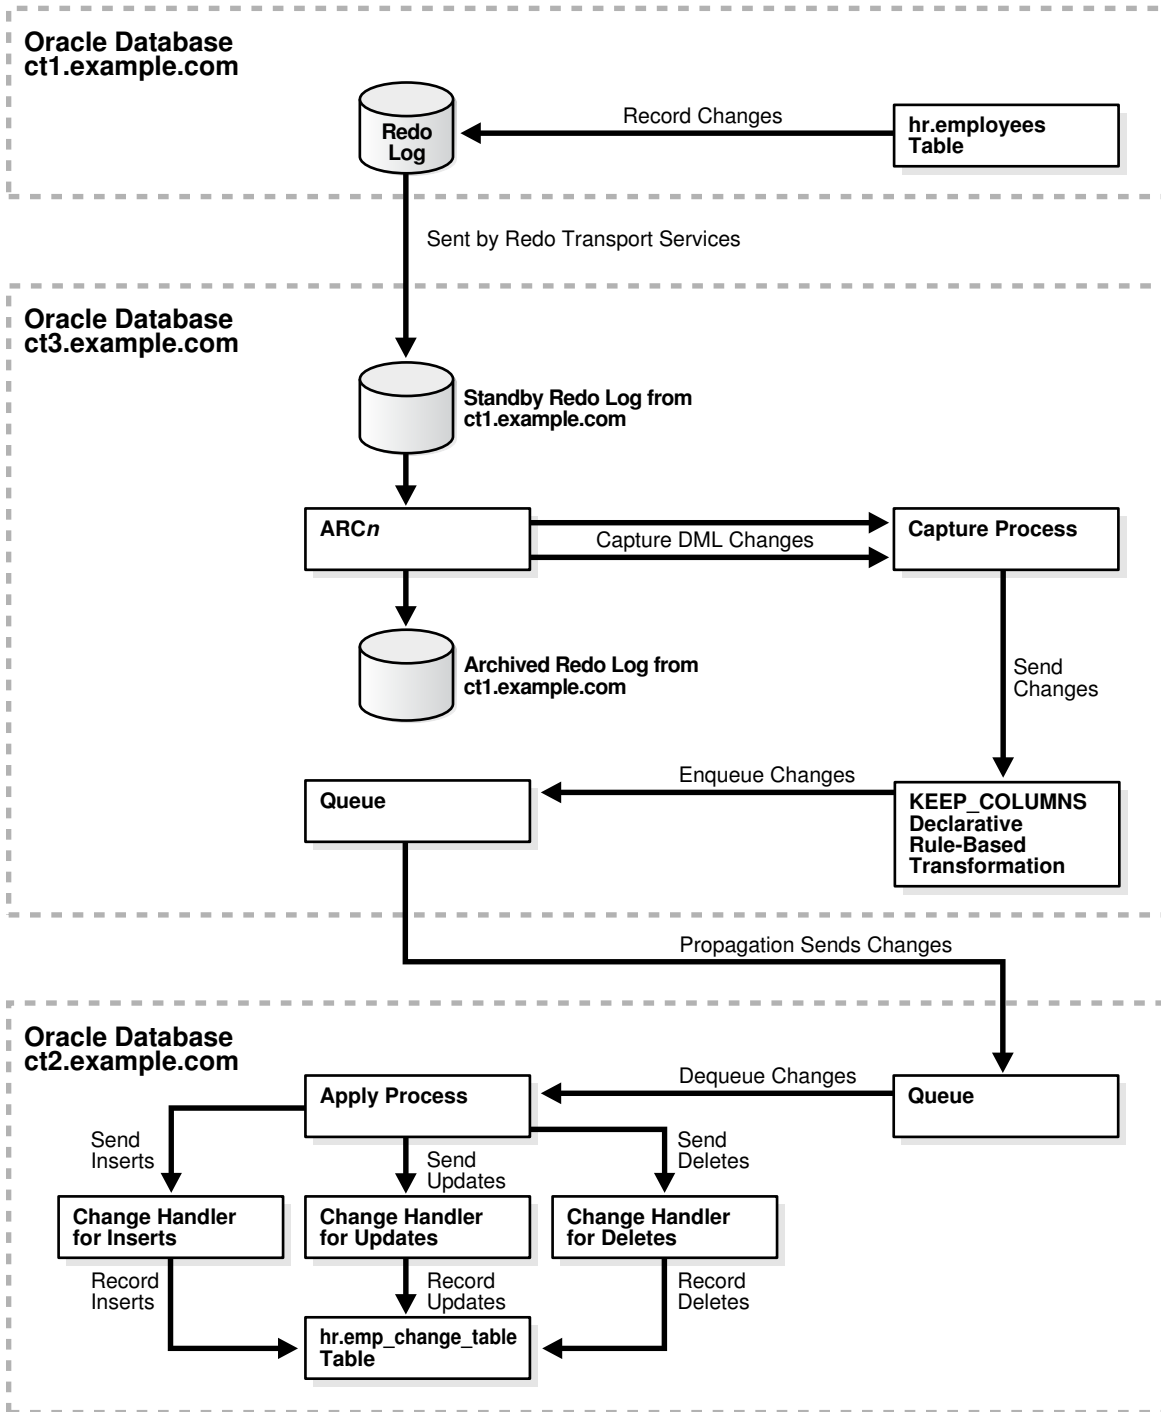 Oracle Database
ct1.example.com
Redo
Log
Record Changes
hr.employees
Table
Sent by Redo Transport Services
Oracle Database
ct3.example.com
Standby Redo Log from
ct1.example.com
ARCn
Capture DML Changes
Capture Process
Archived Redo Log from
ct1.example.com
Send
Changes
Enqueue Changes
Queue
KEEP_COLUMNS
Declarative
Rule-Based
Transformation
Propagation Sends Changes
Oracle Database
ct2.example.com
Dequeue Changes
Apply Process
Queue
Send
Inserts
Send
Updates
Send
Deletes
Change Handler
for Inserts
Change Handler
for Updates
Change Handler
for Deletes
Record
Inserts
Record
Updates
Record
Deletes
hr.emp_change_table
Table